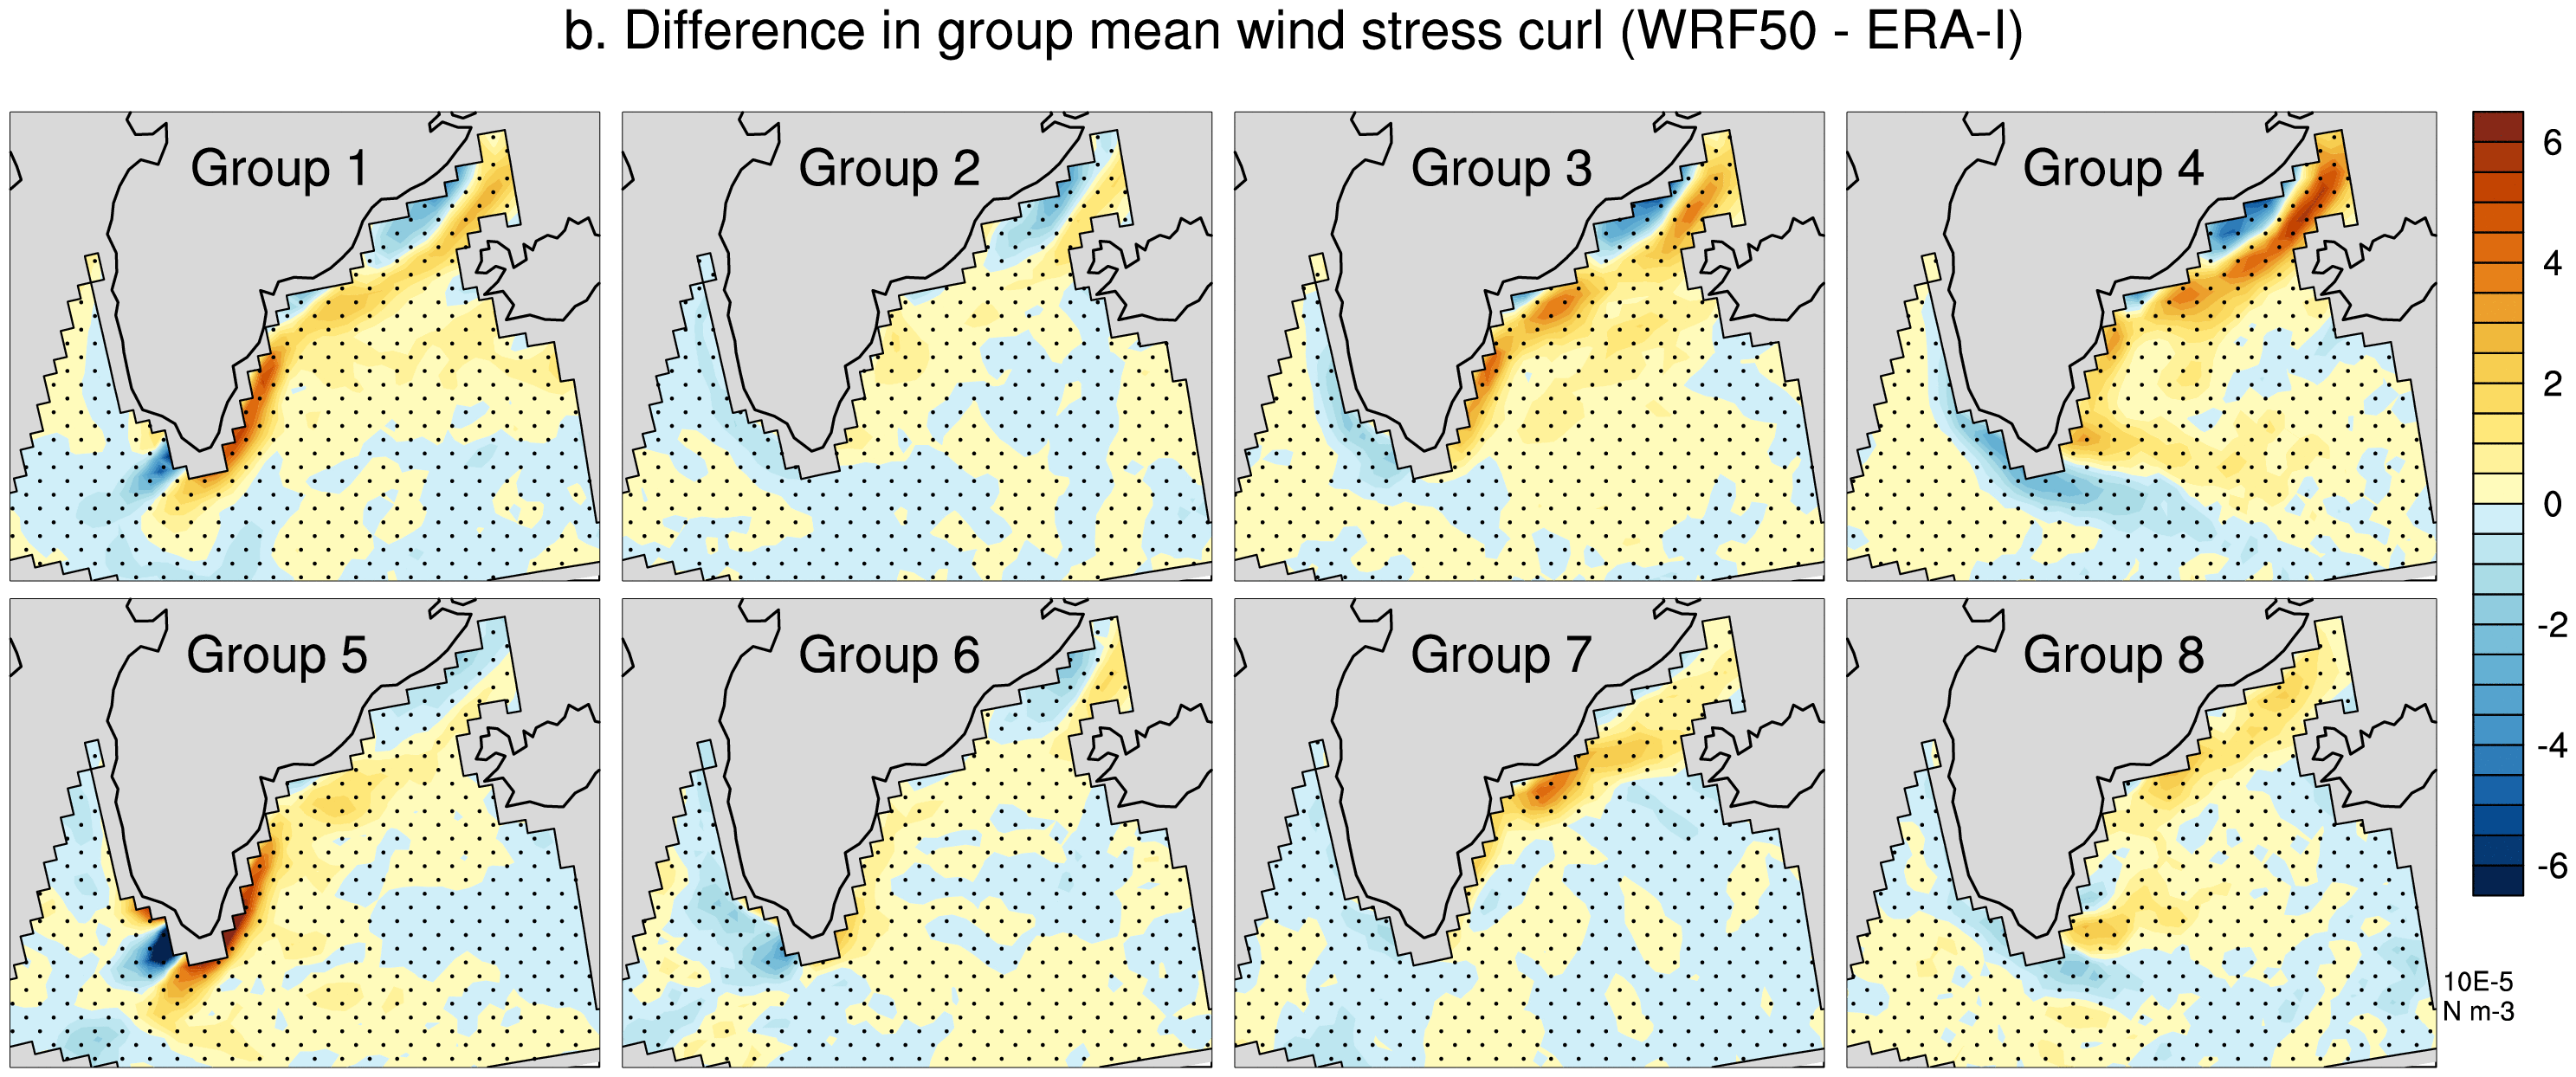 b. Difference in group mean wind stress curl (WRF50 - ERA-I)
Group 1
Group 2
Group 3
Group 4
Group 5
Group 6
Group 7
Group 8
6
4
2
0
-2
-4
-6
10E-5
N m-3